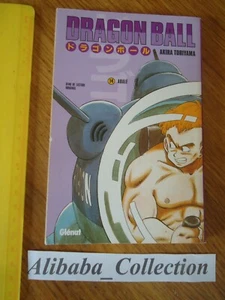 DRAGON BALL
ドラゴンボール
AKIRA TORIYAMA
Glénat
Alibaba_Collection